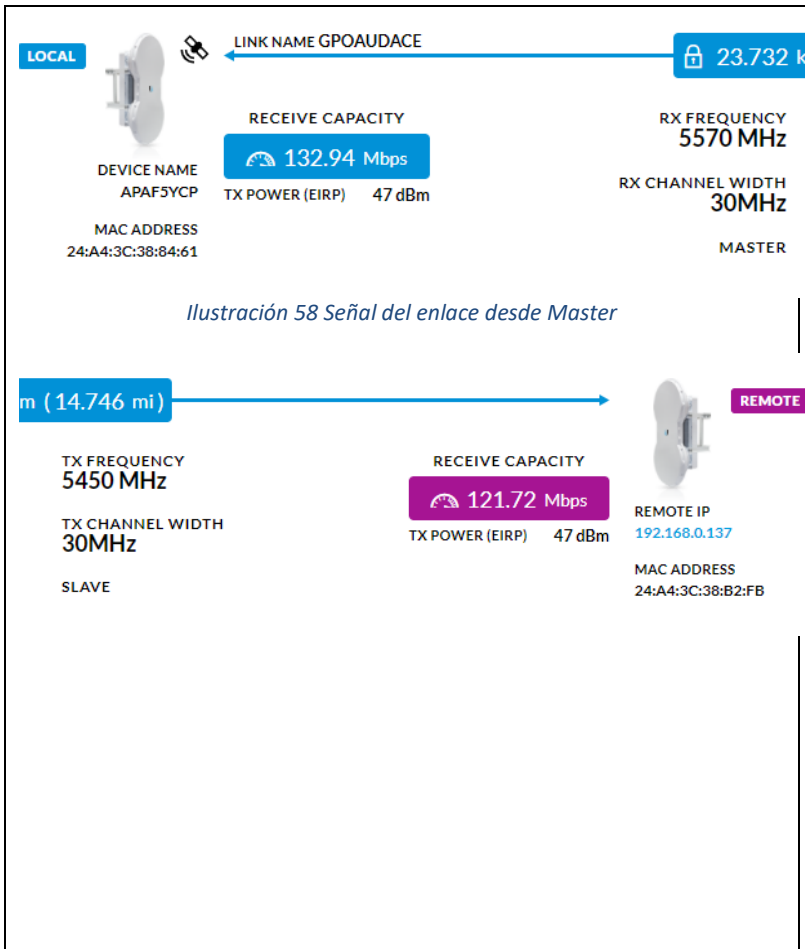 LOCAL
LINK NAME GPOAUDACE
23.732 k
RECEIVE CAPACITY
132.94 Mbps
TX POWER (EIRP) 47 dBm
DEVICE NAME
APAF5YCP
MAC ADDRESS
24:A4:3C:38:84:61
RX FREQUENCY
5570 MHz
RX CHANNEL WIDTH
30MHz
MASTER
Ilustración 58 Señal del enlace desde Master
m ( 14.746 mi )
REMOTE
TX FREQUENCY
5450 MHz
TX CHANNEL WIDTH
30MHz
SLAVE
RECEIVE CAPACITY
121.72 Mbps
TX POWER (EIRP) 47 dBm
REMOTE IP
192.168.0.137
MAC ADDRESS
24:A4:3C:38:B2:FB